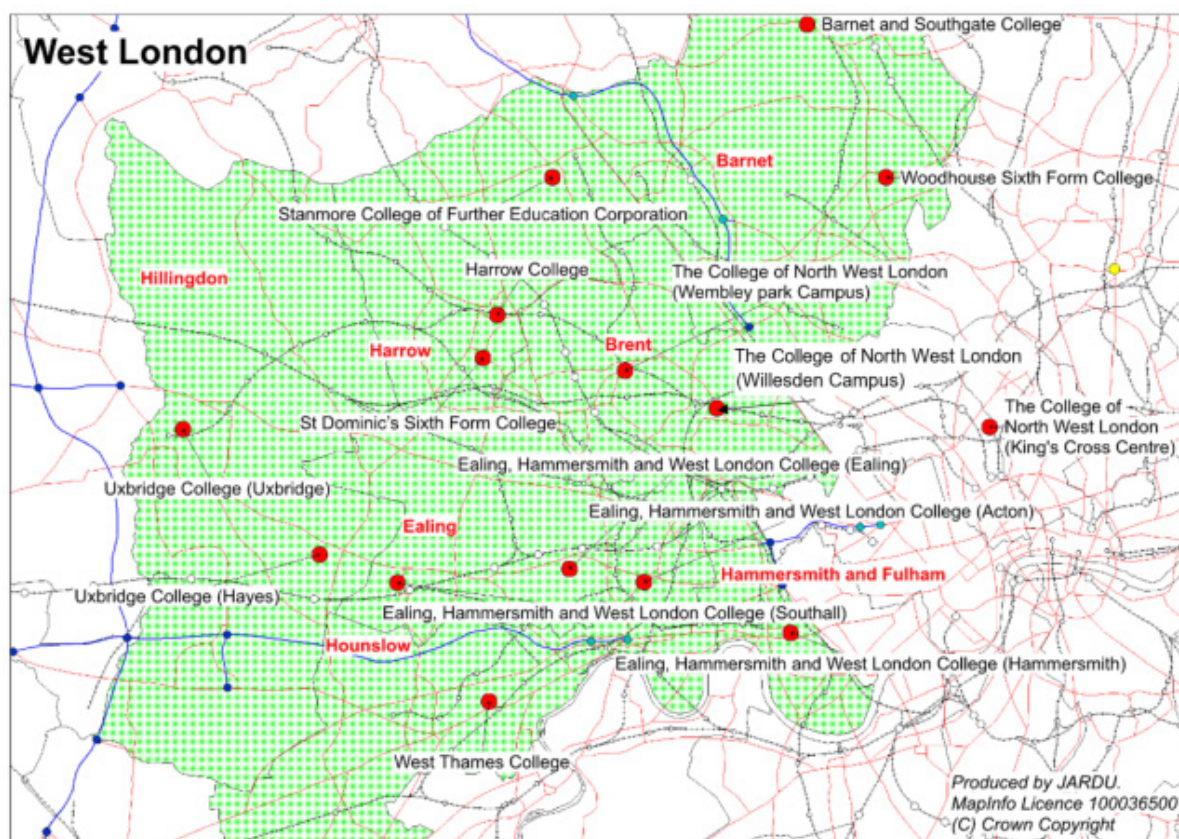 West London
Barnet and Southgate College
Barnet
Woodhouse Sixth Form College
Stanmore College of Further Education Corporation
Hillingdon
Harrow College
The College of North West London
(Wembley park Campus)
Harrow
Brent
The College of North West London
(Willesden Campus)
St Dominic's Sixth Form College
The College of
North West London
(King's Cross Centre)
Ealing, Hammersmith and West London College (Ealing)
Uxbridge College (Uxbridge)
Ealing, Hammersmith and West London College (Acton)
Ealing
Hammersmith and Fulham
Uxbridge College (Hayes)
Ealing, Hammersmith and West London College (Southall)
Hounslow
Ealing, Hammersmith and West London College (Hammersmith)
West Thames College
Produced by JARDU.
MapInfo Licence 100036500
(C) Crown Copyright